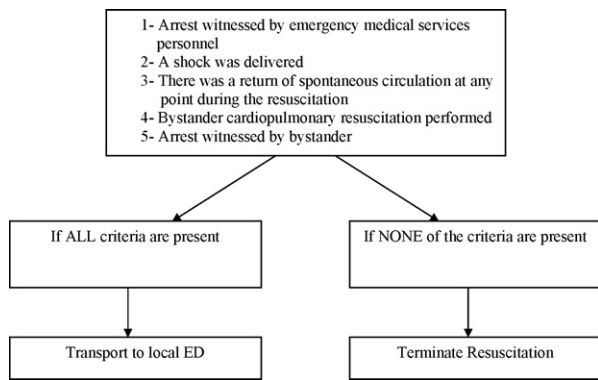 1- Arrest witnessed by emergency medical services
personnel
2- A shock was delivered
3- There was a return of spontaneous circulation at any
point during the resuscitation
4- Bystander cardiopulmonary resuscitation performed
5- Arrest witnessed by bystander
If ALL criteria are present
If NONE of the criteria are present
Transport to local ED
Terminate Resuscitation